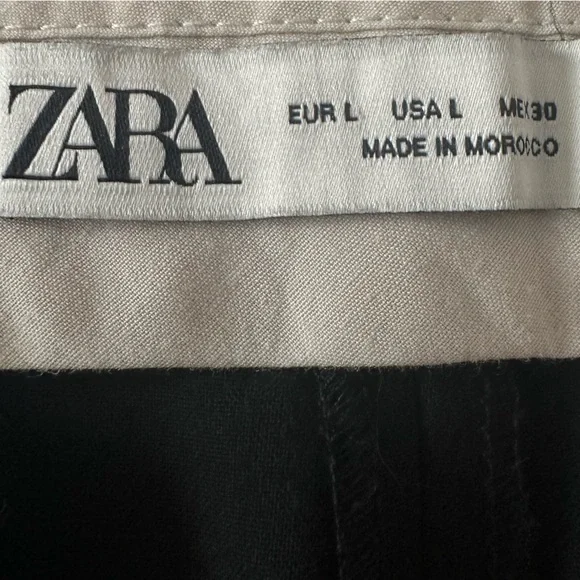 ZARA
EUR L USA L MEX 30
MADE IN MOROCCO